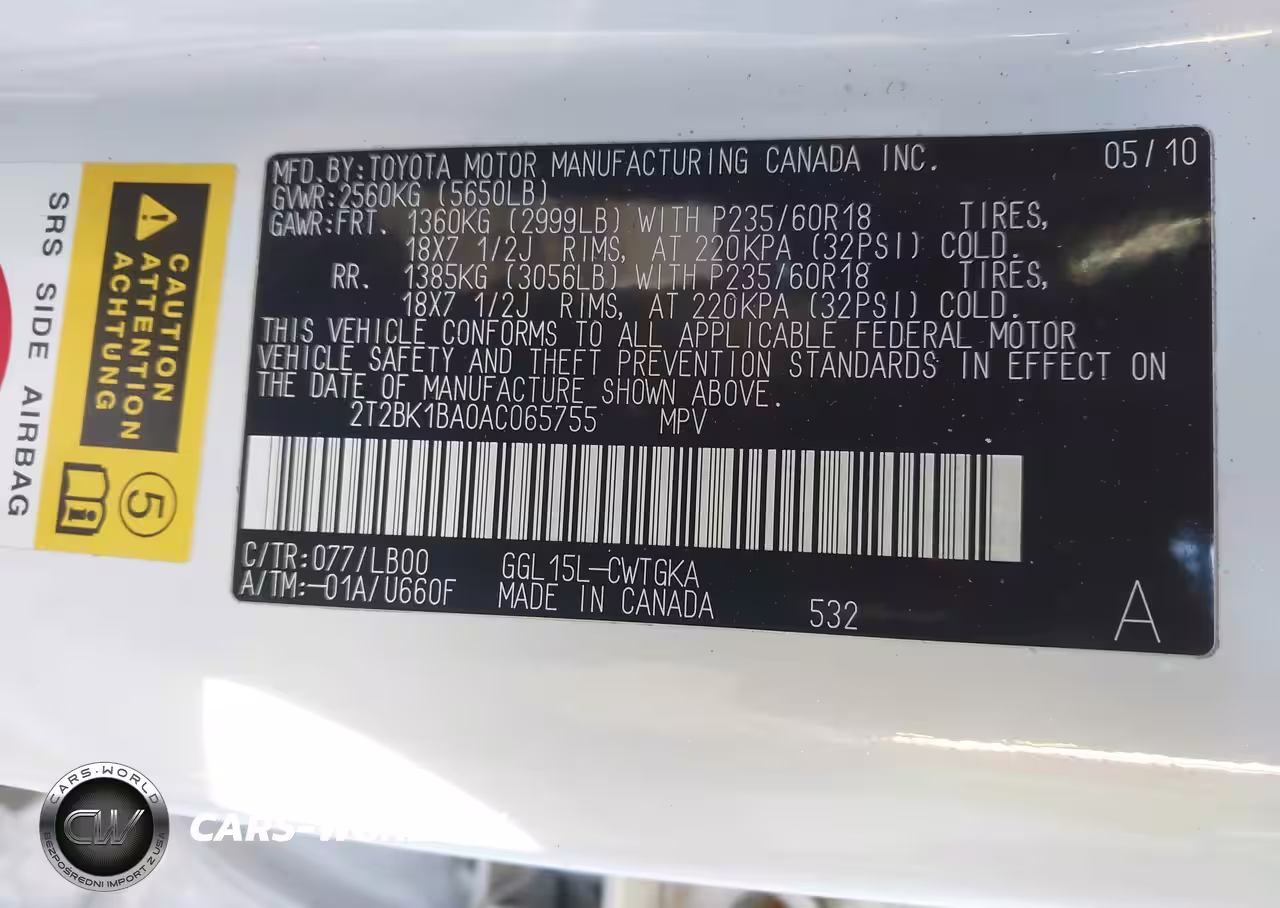 MFD.BY:TOYOTA MOTOR MANUFACTURING CANADA INC. 05/10
GVWR:2560KG (5650LB)
GAWR:FRT. 1360KG (2999LB) WITH P235/60R18 TIRES,
18X7 1/2J RIMS, AT 220KPA (32PSI) COLD.
RR. 1385KG (3056LB) WITH P235/60R18 TIRES,
18X7 1/2J RIMS, AT 220KPA (32PSI) COLD.
THIS VEHICLE CONFORMS TO ALL APPLICABLE FEDERAL MOTOR
VEHICLE SAFETY AND THEFT PREVENTION STANDARDS IN EFFECT ON
THE DATE OF MANUFACTURE SHOWN ABOVE.
2T2BK1BA0AC065755 MPV
C/TR:077/LB00 GGL15L-CWTGKA
A/TM:-01A/U660F MADE IN CANADA 532 A
CAUTION
ATTENTION
ACHTUNG
5
SRS SIDE AIRBAG
CARS-WORLD
CW
BEZPOŚREDNI IMPORT Z USA